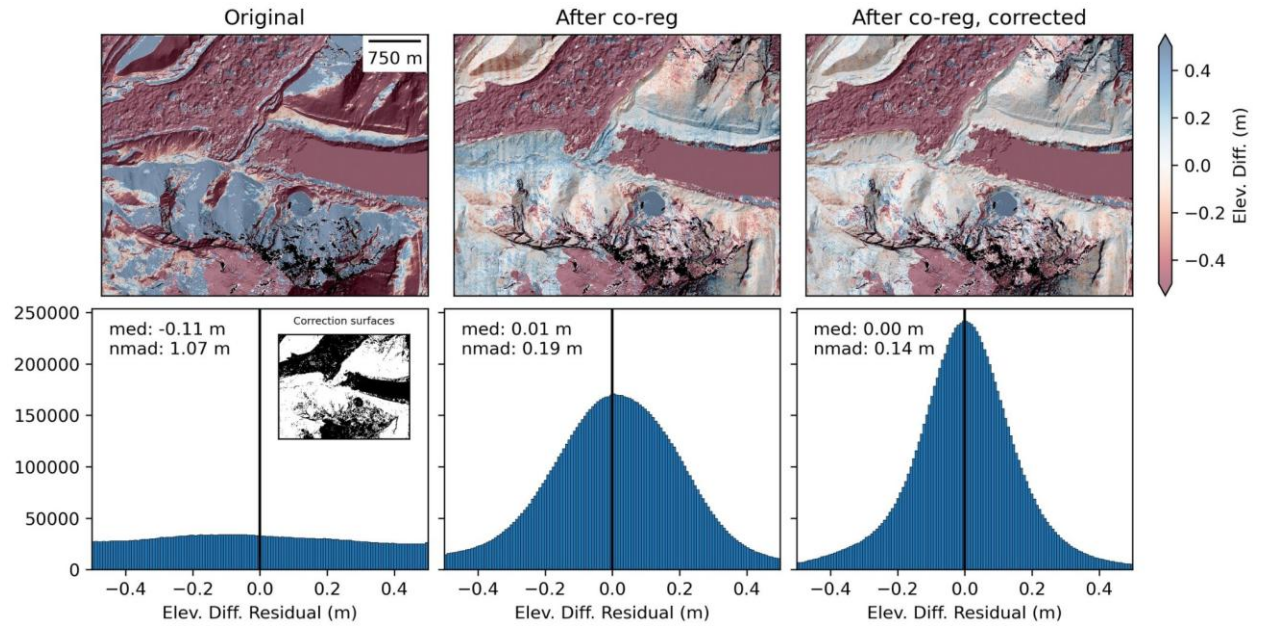 Original
After co-reg
After co-reg, corrected
750 m
0.4
0.2
0.0
−0.2
−0.4
Elev. Diff. (m)
250000
200000
150000
100000
50000
0
med: -0.11 m
nmad: 1.07 m
Correction surfaces
med: 0.01 m
nmad: 0.19 m
med: 0.00 m
nmad: 0.14 m
−0.4 −0.2 0.0 0.2 0.4
−0.4 −0.2 0.0 0.2 0.4
−0.4 −0.2 0.0 0.2 0.4
Elev. Diff. Residual (m)
Elev. Diff. Residual (m)
Elev. Diff. Residual (m)